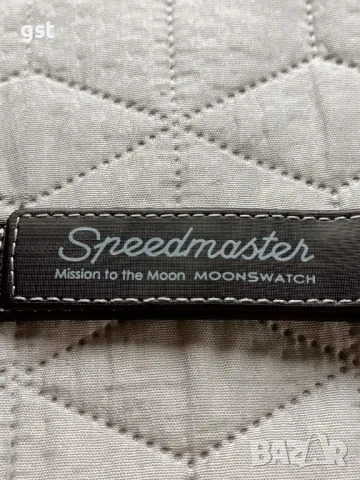 gst
Speedmaster
Mission to the Moon MOONSWATCH
BAZAR